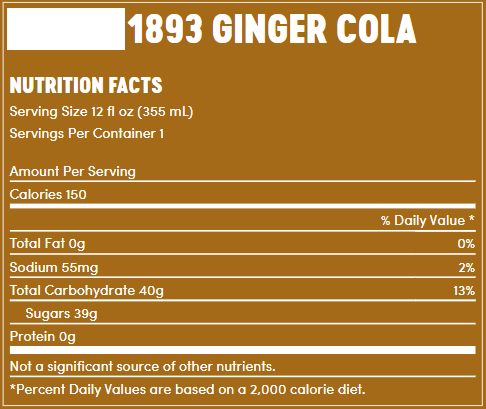 1893 GINGER COLA
NUTRITION FACTS
Serving Size 12 fl oz (355 mL)
Servings Per Container 1
Amount Per Serving
Calories 150
% Daily Value *
Total Fat 0g 0%
Sodium 55mg 2%
Total Carbohydrate 40g 13%
Sugars 39g
Protein 0g
Not a significant source of other nutrients.
*Percent Daily Values are based on a 2,000 calorie diet.